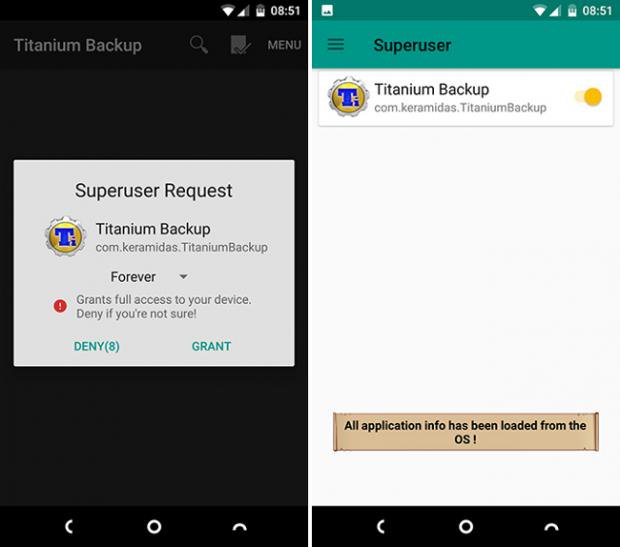 08:51
Titanium Backup
MENU
Superuser Request
Titanium Backup
com.keramidas.TitaniumBackup
Forever
Grants full access to your device.
Deny if you're not sure!
DENY(8)
GRANT
08:51
Superuser
Titanium Backup
com.keramidas.TitaniumBackup
All application info has been loaded from the
OS !